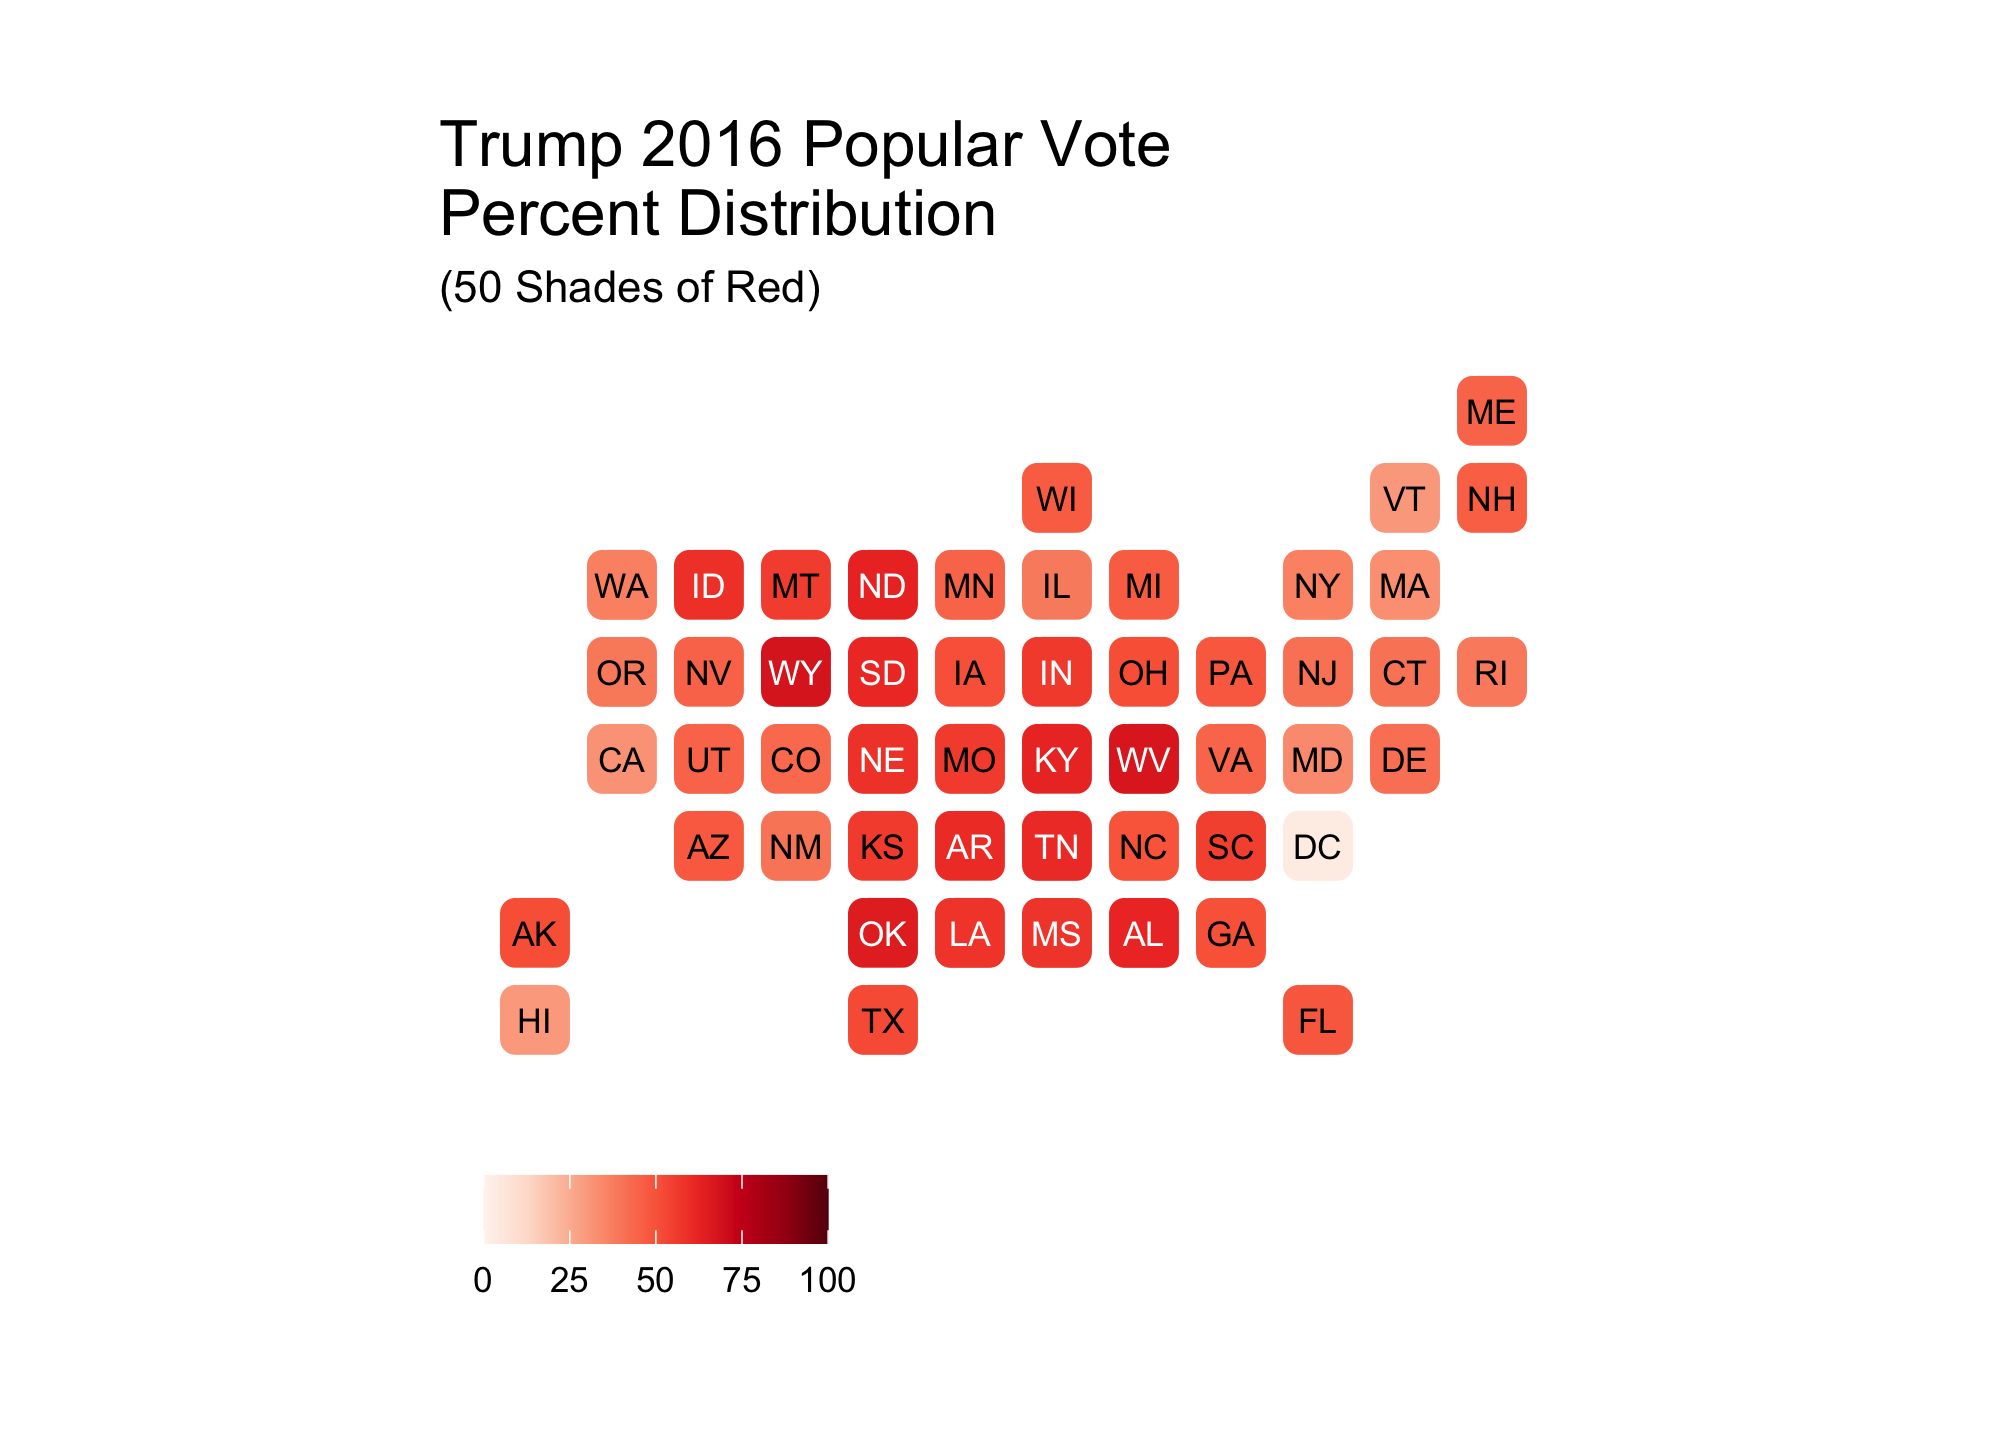 Trump 2016 Popular Vote
Percent Distribution
(50 Shades of Red)
ME
WI VT NH
WA ID MT ND MN IL MI NY MA
OR NV WY SD IA IN OH PA NJ CT RI
CA UT CO NE MO KY WV VA MD DE
AZ NM KS AR TN NC SC DC
AK OK LA MS AL GA
HI TX FL
0 25 50 75 100